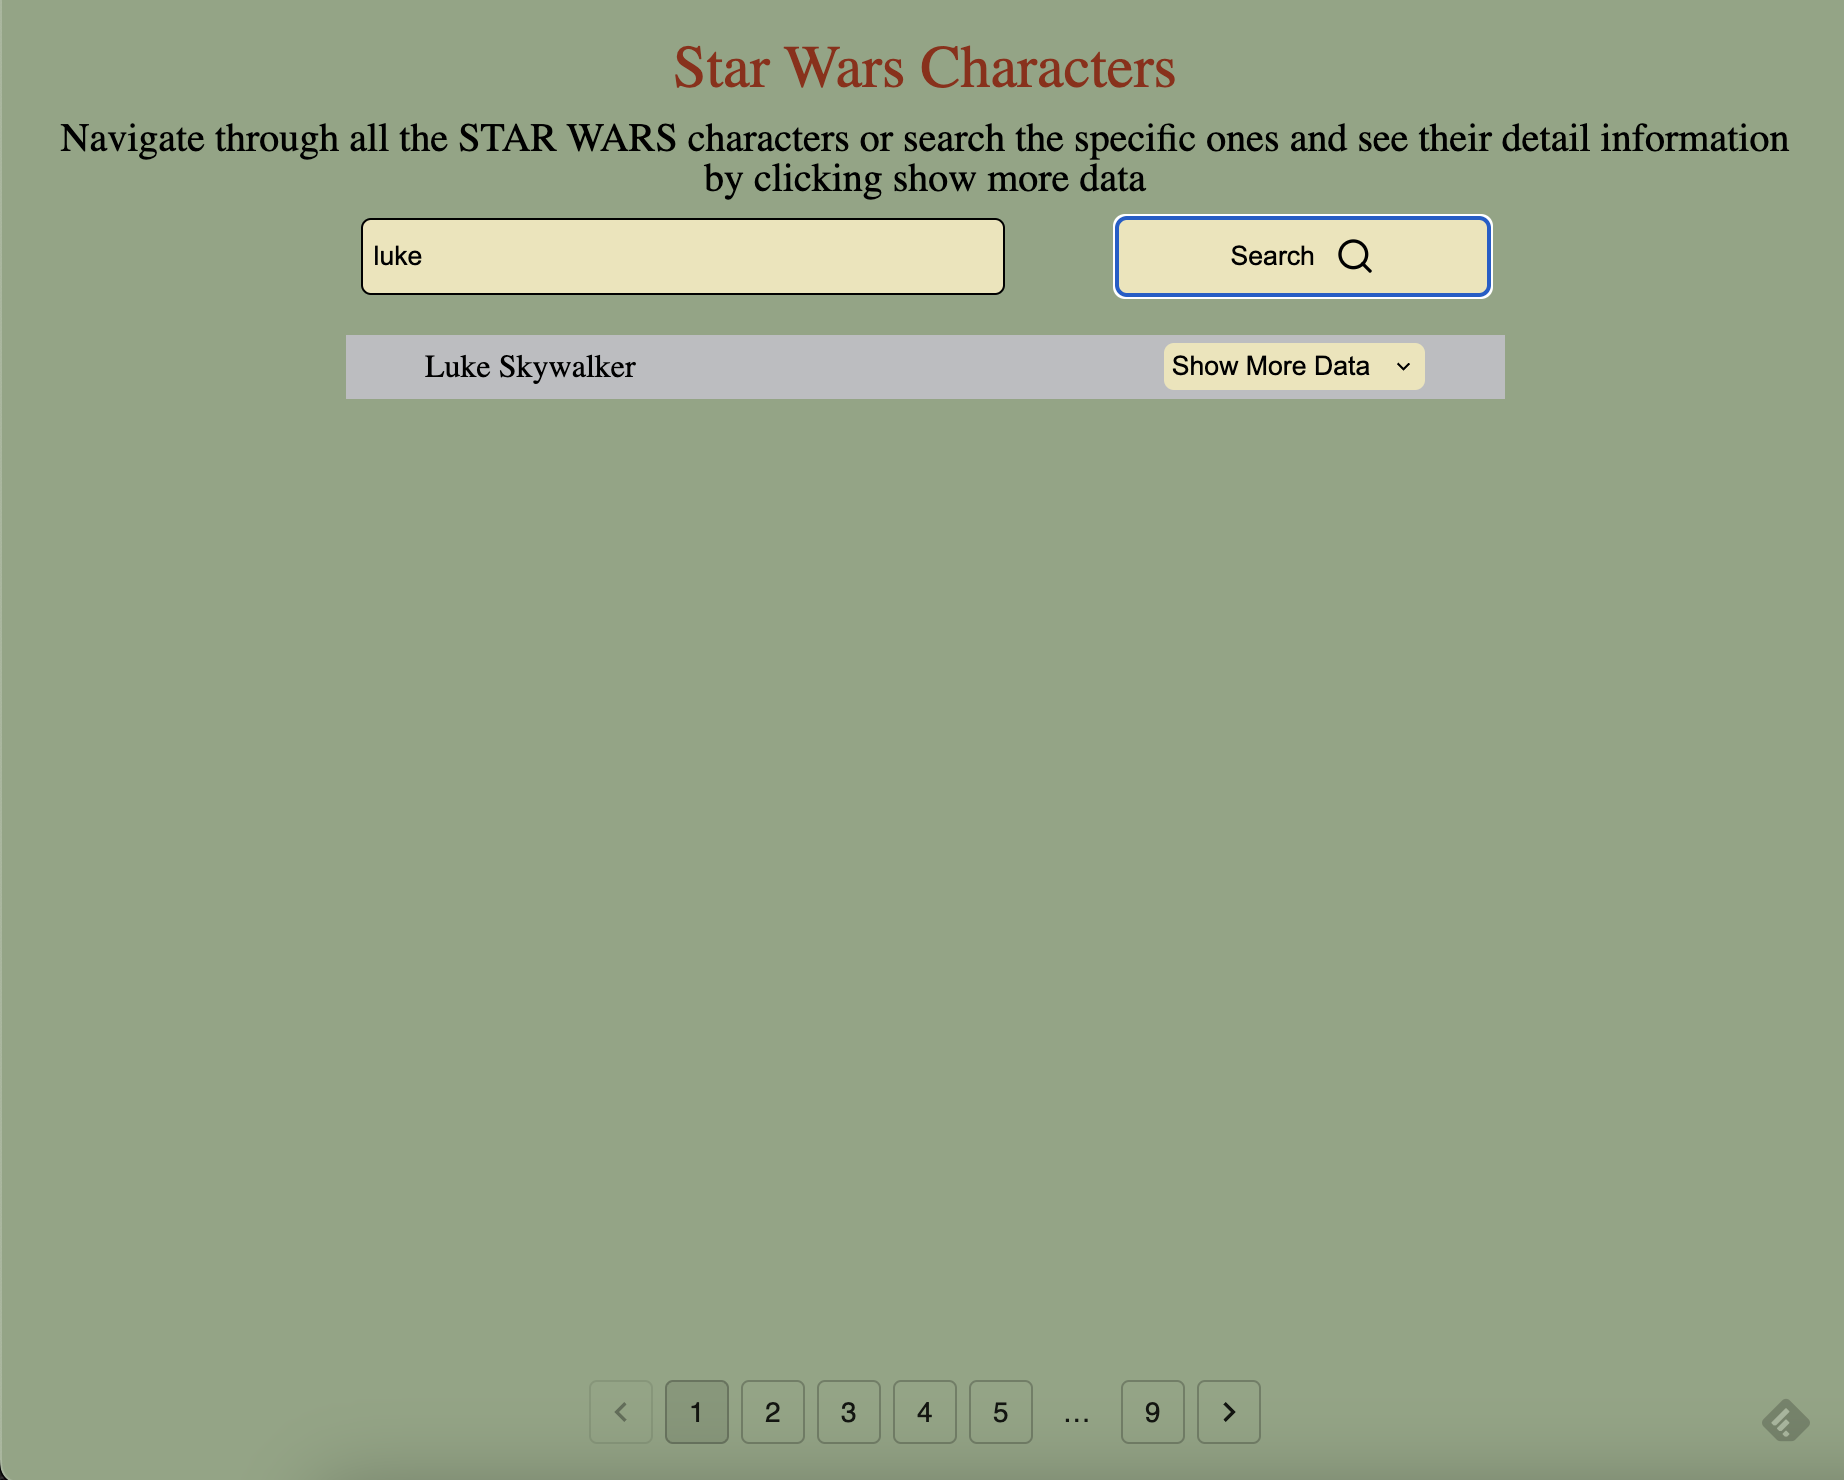 Star Wars Characters
Navigate through all the STAR WARS characters or search the specific ones and see their detail information
by clicking show more data
luke
Search
Luke Skywalker
Show More Data
1 2 3 4 5 ... 9